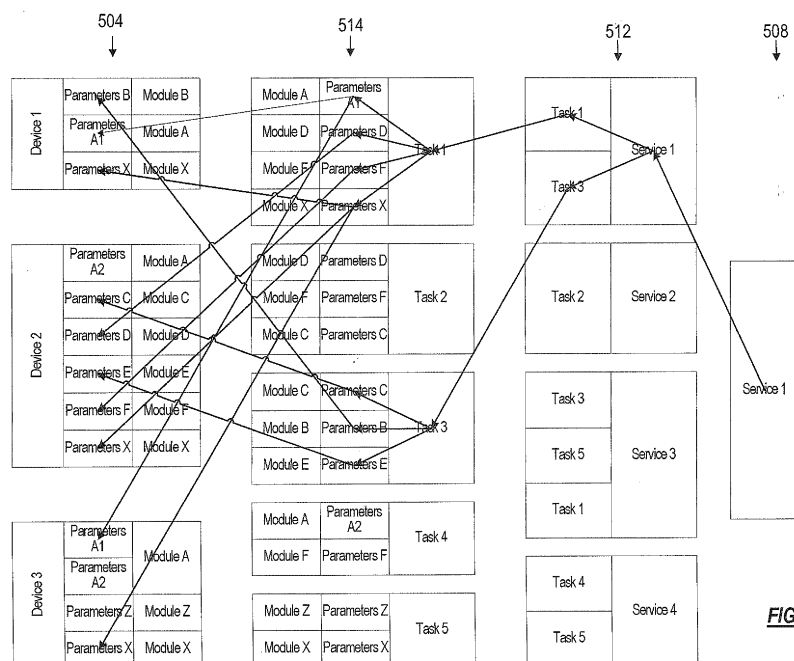 504
514
512
508
Device 1
Parameters B
Module B
Parameters
A1
Module A
Parameters X
Module X
Device 2
Parameters
A2
Module A
Parameters C
Module C
Parameters D
Module D
Parameters E
Module E
Parameters F
Module F
Parameters X
Module X
Device 3
Parameters
A1
Parameters
A2
Module A
Parameters Z
Module Z
Parameters X
Module X
Module A
Parameters
A1
Module D
Parameters D
Module F
Parameters F
Module X
Parameters X
Task 1
Module D
Parameters D
Module F
Parameters F
Module C
Parameters C
Task 2
Module C
Parameters C
Module B
Parameters B
Module E
Parameters E
Task 3
Module A
Parameters
A2
Module F
Parameters F
Task 4
Module Z
Parameters Z
Module X
Parameters X
Task 5
Task 1
Task 3
Service 1
Task 2
Service 2
Task 3
Task 5
Task 1
Service 3
Task 4
Task 5
Service 4
Service 1
FIG